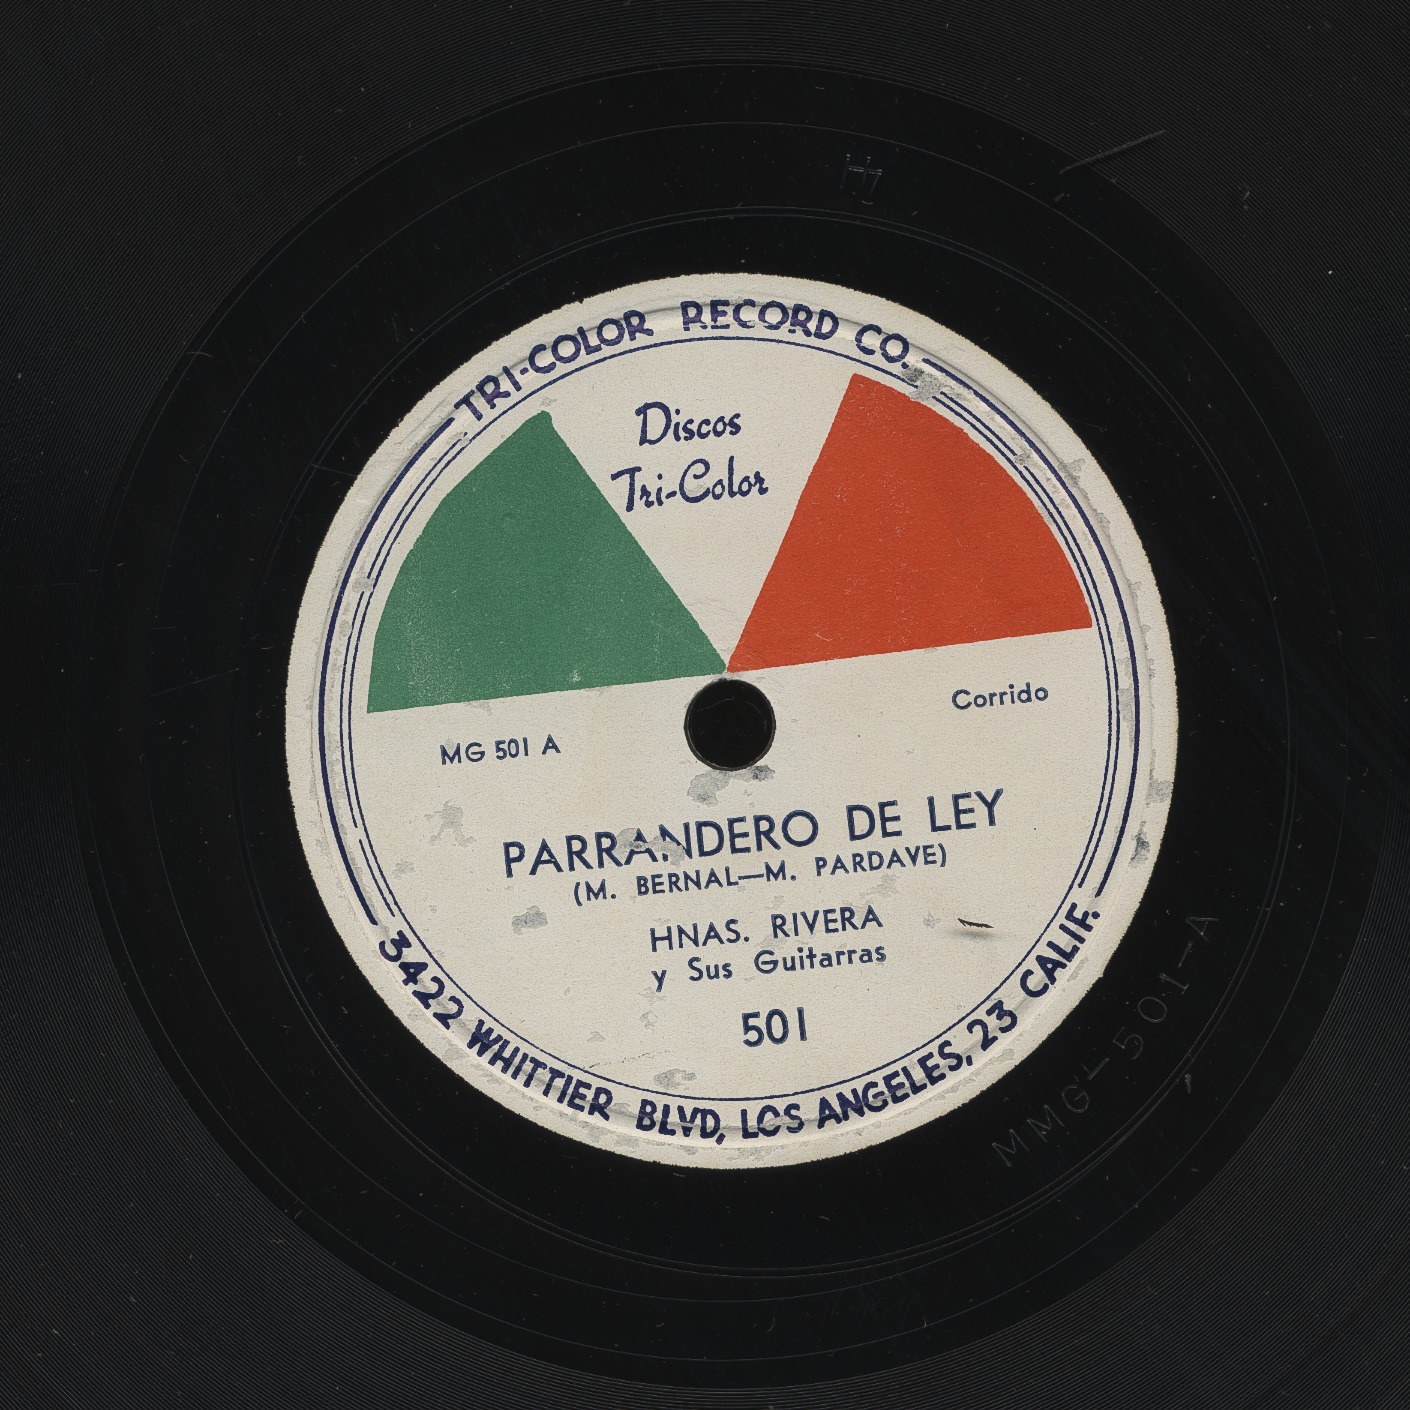 TRI-COLOR RECORD CO.
Discos
Tri-Color
Corrido
MG 501 A
PARRANDERO DE LEY
(M. BERNAL—M. PARDAVE)
HNAS. RIVERA
y Sus Guitarras
501
3422 WHITTIER BLVD, LOS ANGELES, 23 CALIF.
MMG-501-A